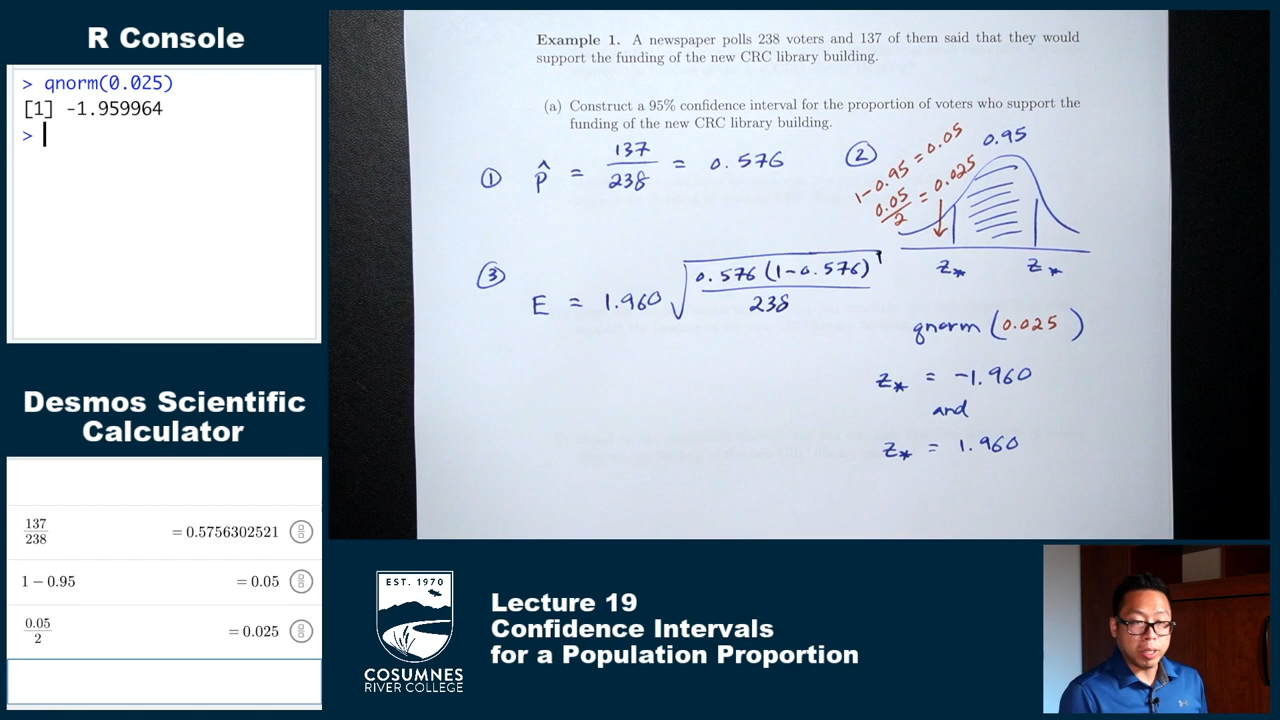 R Console
> qnorm(0.025)
[1] -1.959964
>
Desmos Scientific
Calculator
137/238 = 0.5756302521
1 − 0.95 = 0.05
0.05/2 = 0.025
Example 1. A newspaper polls 238 voters and 137 of them said that they would
support the funding of the new CRC library building.
(a) Construct a 95% confidence interval for the proportion of voters who support the
funding of the new CRC library building.
① p̂ = 137/238 = 0.576
② 0.95
1-0.95 = 0.05
0.05/2 = 0.025
z* z*
③ E = 1.960 √(0.576 (1-0.576)/238)
qnorm (0.025)
z* = -1.960
and
z* = 1.960
EST. 1970
COSUMNES
RIVER COLLEGE
Lecture 19
Confidence Intervals
for a Population Proportion